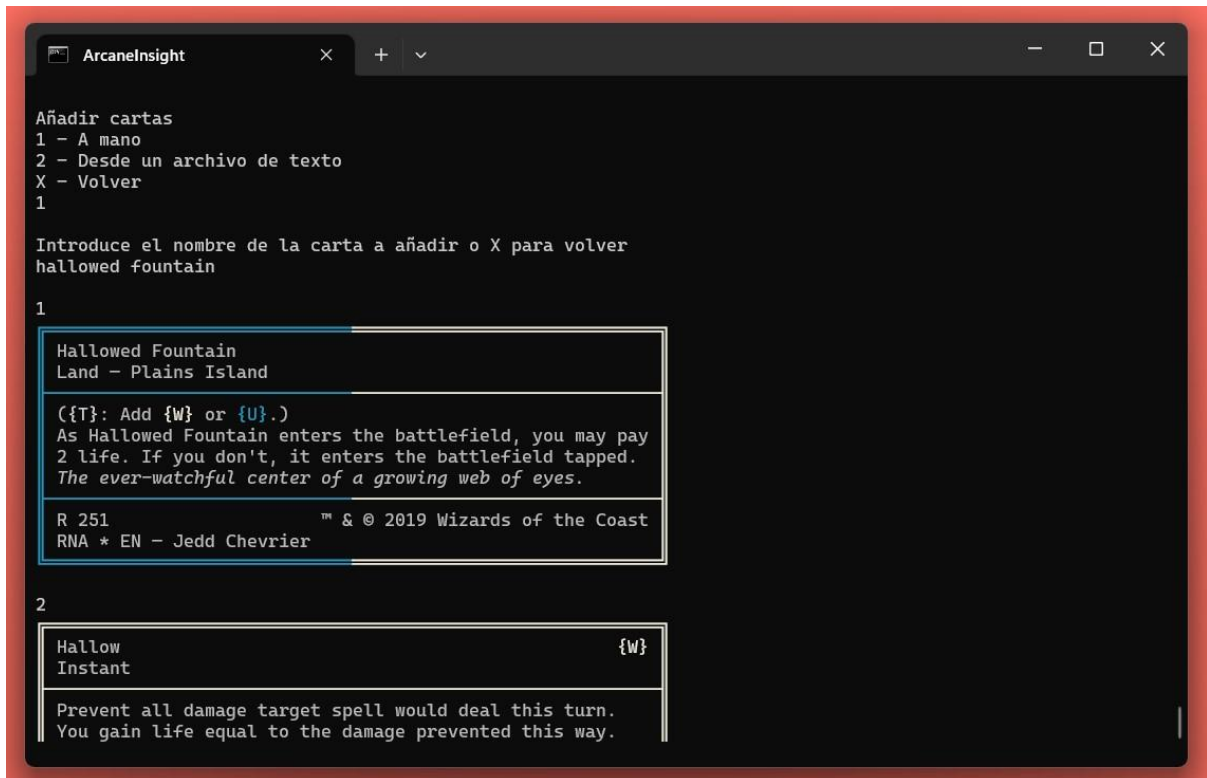 ArcaneInsight
Añadir cartas
1 - A mano
2 - Desde un archivo de texto
X - Volver
1
Introduce el nombre de la carta a añadir o X para volver
hallowed fountain
1
Hallowed Fountain
Land - Plains Island
({T}: Add {W} or {U}.)
As Hallowed Fountain enters the battlefield, you may pay
2 life. If you don't, it enters the battlefield tapped.
The ever-watchful center of a growing web of eyes.
R 251 ™ & © 2019 Wizards of the Coast
RNA * EN - Jedd Chevrier
2
Hallow {W}
Instant
Prevent all damage target spell would deal this turn.
You gain life equal to the damage prevented this way.